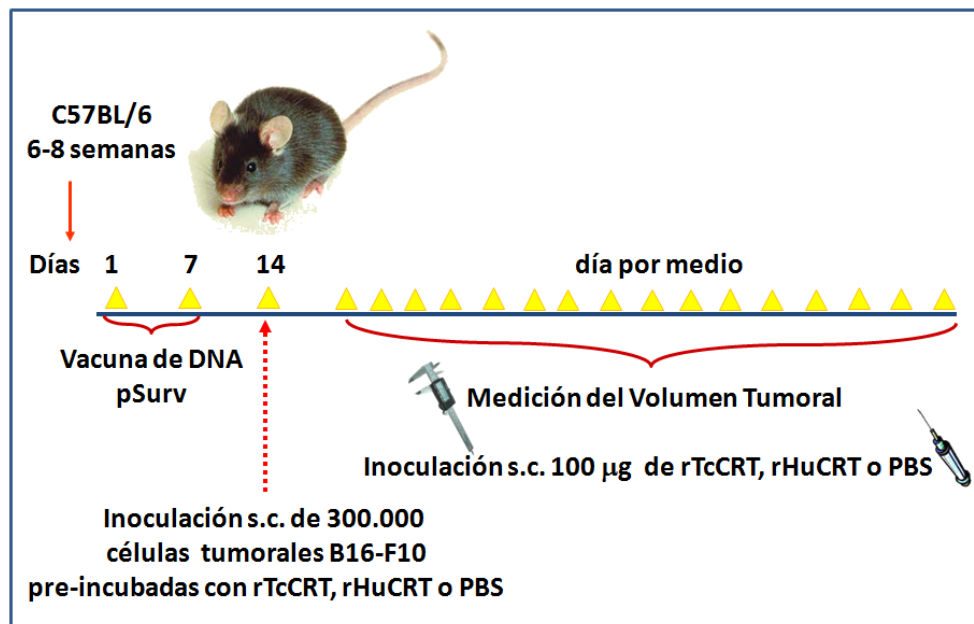 C57BL/6
6-8 semanas
Días 1 7 14 día por medio
Vacuna de DNA
pSurv
Medición del Volumen Tumoral
Inoculación s.c. 100 μg de rTcCRT, rHuCRT o PBS
Inoculación s.c. de 300.000
células tumorales B16-F10
pre-incubadas con rTcCRT, rHuCRT o PBS